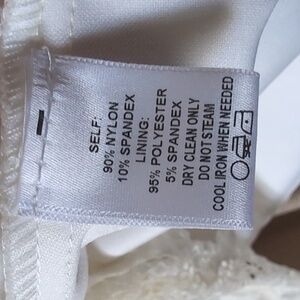 SELF:
90% NYLON
10% SPANDEX
LINING:
95% POLYESTER
5% SPANDEX
DRY CLEAN ONLY
DO NOT STEAM
COOL IRON WHEN NEEDED